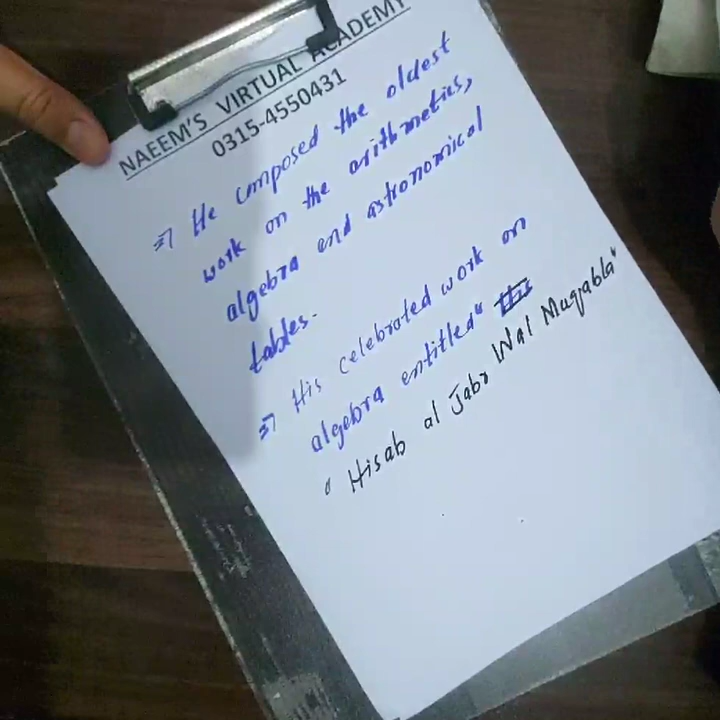 NAEEM'S VIRTUAL ACADEMY
0315-4550431
⇒ He composed the oldest
work on the arithmetics,
algebra and astronomical
tables.
⇒ His celebrated work on
algebra entitled "
" Hisab al Jabr Wal Muqabla"